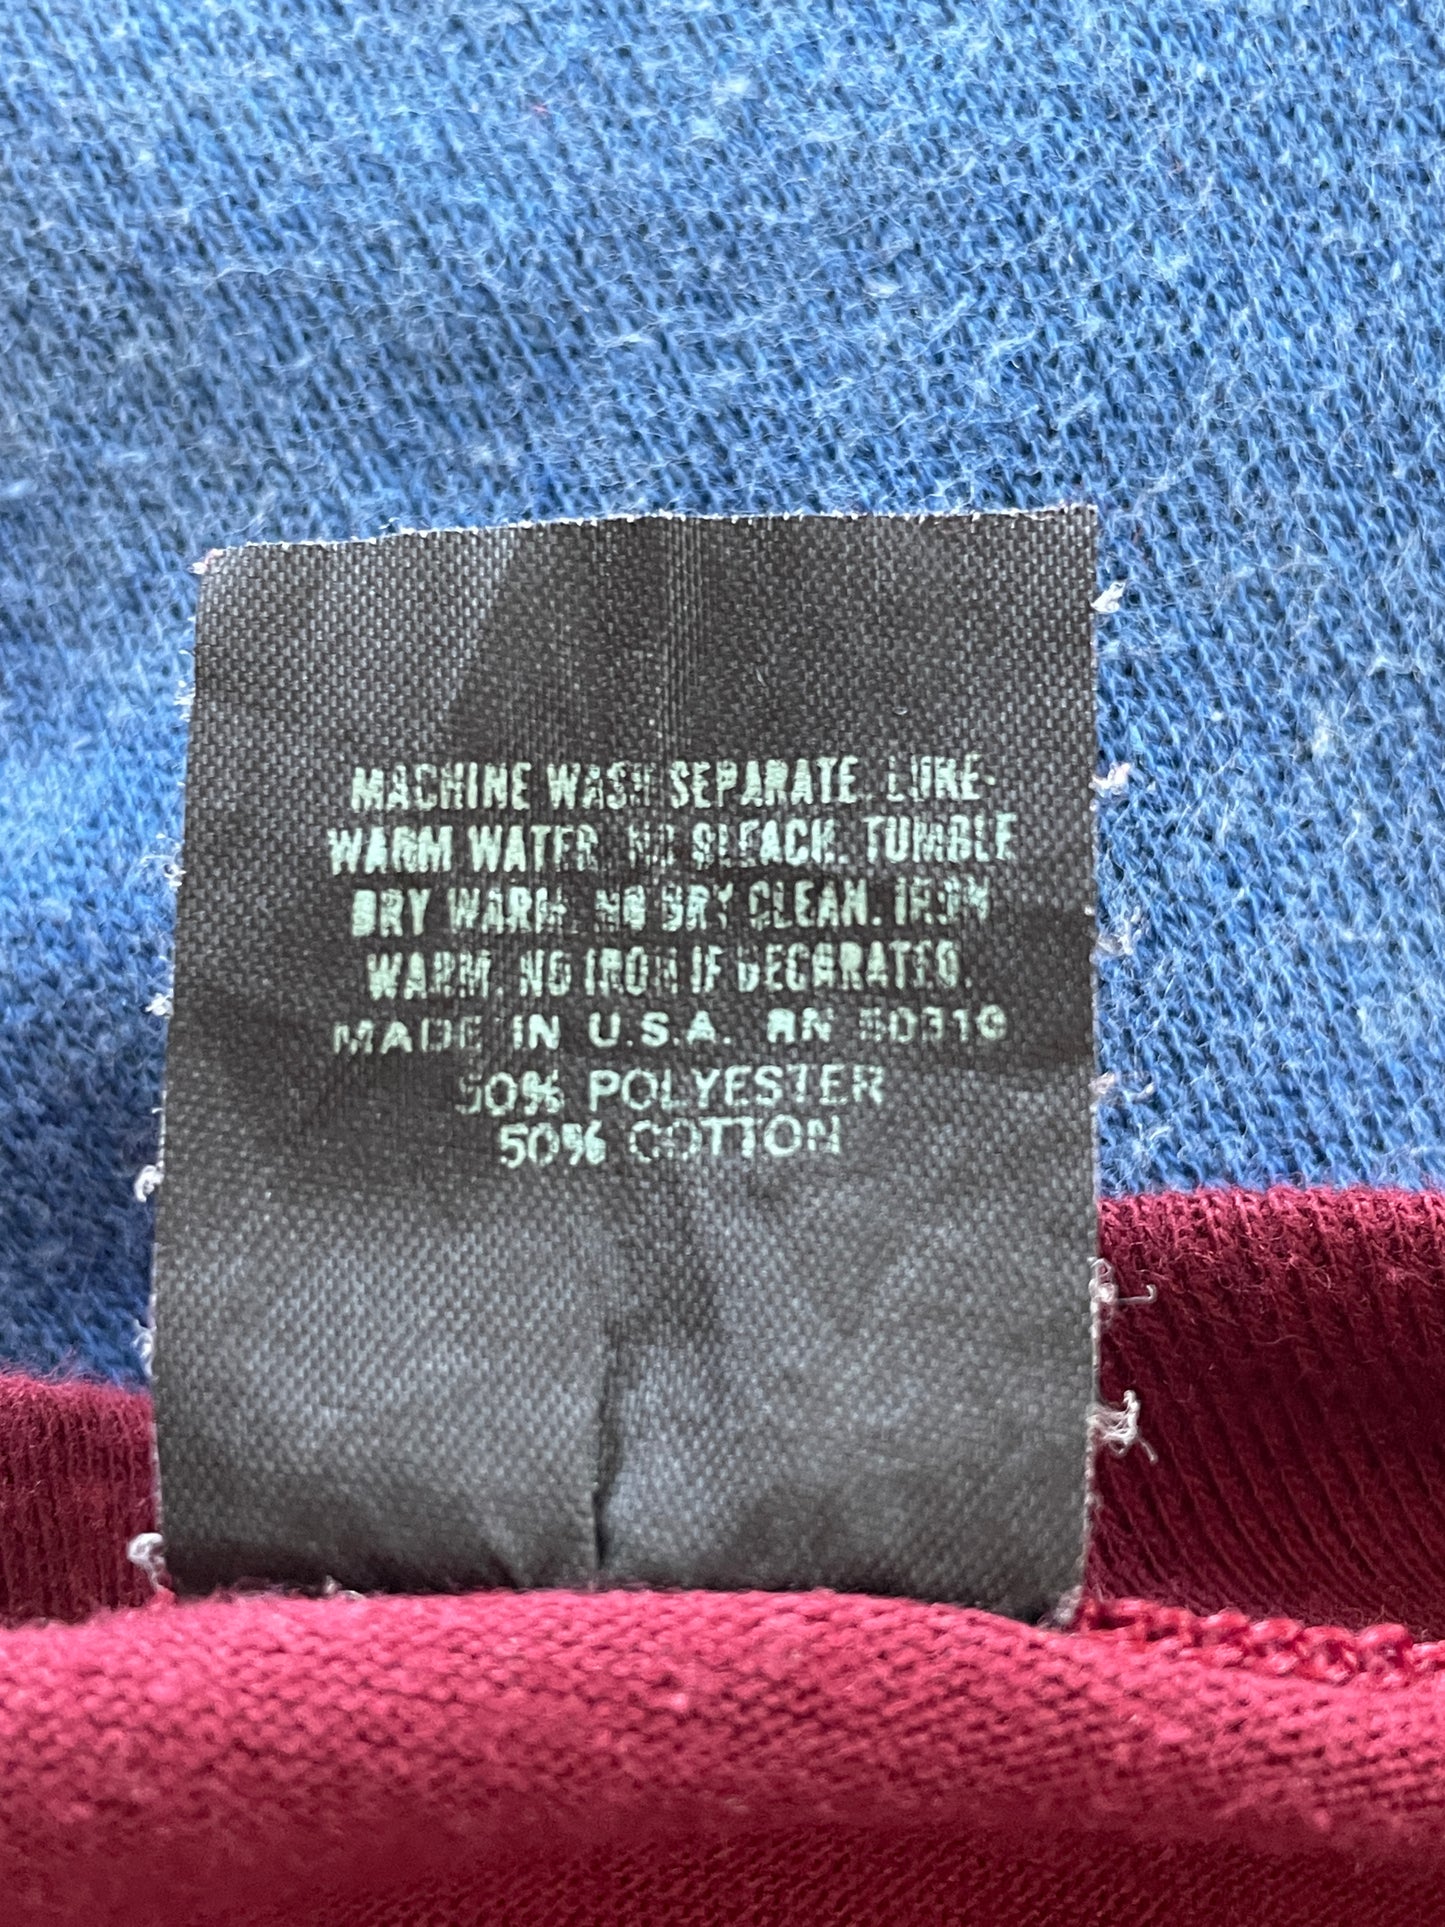 MACHINE WASH SEPARATE. LUKE-
WARM WATER. NO BLEACH. TUMBLE
DRY WARM. NO DRY CLEAN. IRON
WARM. NO IRON IF DECORATED.
MADE IN U.S.A. RN
50% POLYESTER
50% COTTON